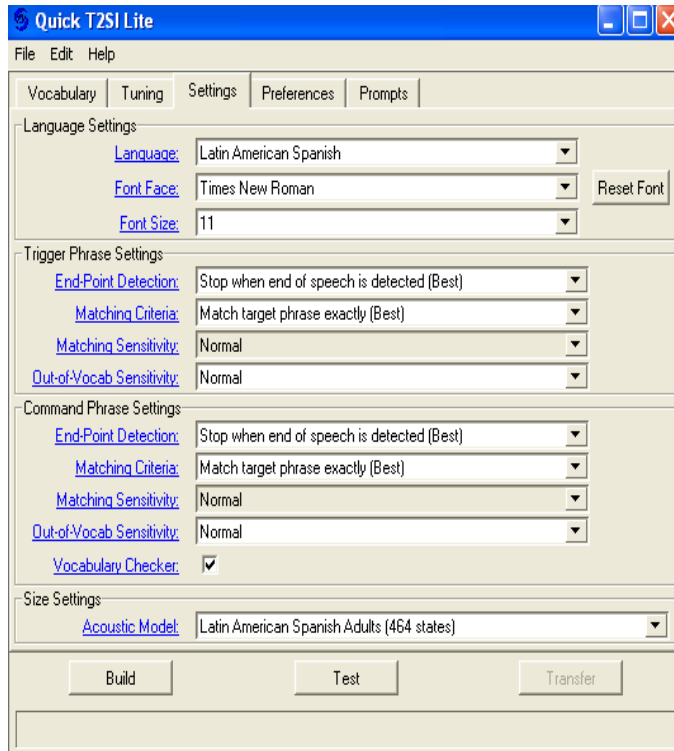 Quick T2SI Lite
File Edit Help
Vocabulary Tuning Settings Preferences Prompts
Language Settings
Language: Latin American Spanish
Font Face: Times New Roman Reset Font
Font Size: 11
Trigger Phrase Settings
End-Point Detection: Stop when end of speech is detected (Best)
Matching Criteria: Match target phrase exactly (Best)
Matching Sensitivity: Normal
Out-of-Vocab Sensitivity: Normal
Command Phrase Settings
End-Point Detection: Stop when end of speech is detected (Best)
Matching Criteria: Match target phrase exactly (Best)
Matching Sensitivity: Normal
Out-of-Vocab Sensitivity: Normal
Vocabulary Checker:
Size Settings
Acoustic Model: Latin American Spanish Adults (464 states)
Build Test Transfer